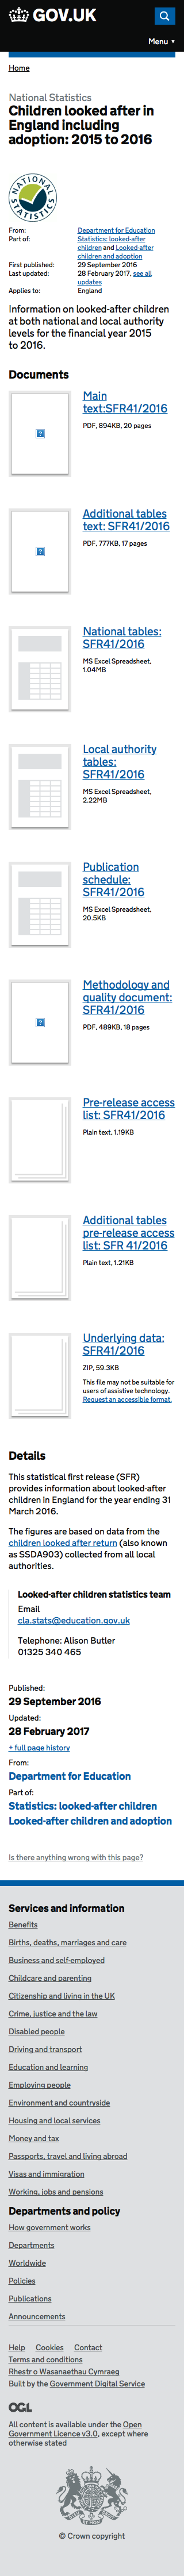 GOV.UK
Menu ▼
Home
National Statistics
Children looked after in
England including
adoption: 2015 to 2016
NATIONAL STATISTICS
From: Department for Education
Part of: Statistics: looked-after
children and Looked-after
children and adoption
First published: 29 September 2016
Last updated: 28 February 2017, see all
updates
Applies to: England
Information on looked-after children
at both national and local authority
levels for the financial year 2015
to 2016.
Documents
Main
text:SFR41/2016
PDF, 894KB, 20 pages
Additional tables
text: SFR41/2016
PDF, 777KB, 17 pages
National tables:
SFR41/2016
MS Excel Spreadsheet,
1.04MB
Local authority
tables:
SFR41/2016
MS Excel Spreadsheet,
2.22MB
Publication
schedule:
SFR41/2016
MS Excel Spreadsheet,
20.5KB
Methodology and
quality document:
SFR41/2016
PDF, 489KB, 18 pages
Pre-release access
list: SFR41/2016
Plain text, 1.19KB
Additional tables
pre-release access
list: SFR 41/2016
Plain text, 1.21KB
Underlying data:
SFR41/2016
ZIP, 59.3KB
This file may not be suitable for
users of assistive technology.
Request an accessible format.
Details
This statistical first release (SFR)
provides information about looked-after
children in England for the year ending 31
March 2016.
The figures are based on data from the
children looked after return (also known
as SSDA903) collected from all local
authorities.
Looked-after children statistics team
Email
cla.stats@education.gov.uk
Telephone: Alison Butler
01325 340 465
Published:
29 September 2016
Updated:
28 February 2017
+ full page history
From:
Department for Education
Part of:
Statistics: looked-after children
Looked-after children and adoption
Is there anything wrong with this page?
Services and information
Benefits
Births, deaths, marriages and care
Business and self-employed
Childcare and parenting
Citizenship and living in the UK
Crime, justice and the law
Disabled people
Driving and transport
Education and learning
Employing people
Environment and countryside
Housing and local services
Money and tax
Passports, travel and living abroad
Visas and immigration
Working, jobs and pensions
Departments and policy
How government works
Departments
Worldwide
Policies
Publications
Announcements
Help Cookies Contact
Terms and conditions
Rhestr o Wasanaethau Cymraeg
Built by the Government Digital Service
OGL
All content is available under the Open
Government Licence v3.0, except where
otherwise stated
© Crown copyright